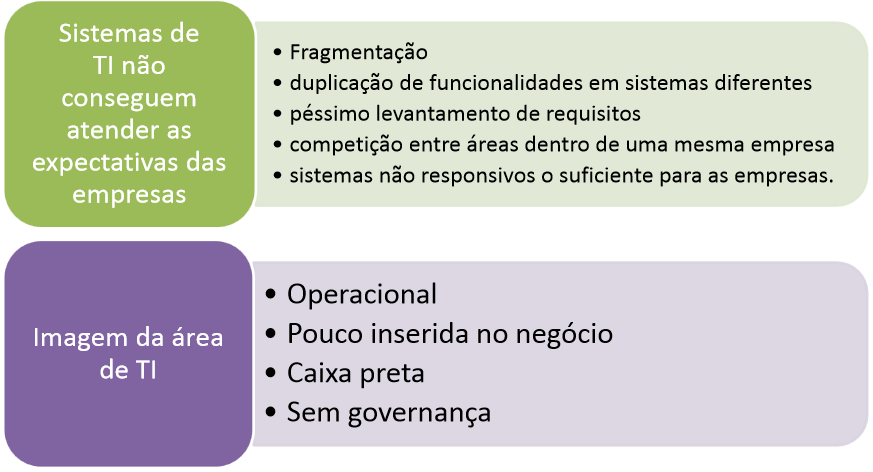 Sistemas de
TI não
conseguem
atender as
expectativas das
empresas
• Fragmentação
• duplicação de funcionalidades em sistemas diferentes
• péssimo levantamento de requisitos
• competição entre áreas dentro de uma mesma empresa
• sistemas não responsivos o suficiente para as empresas.
Imagem da área
de TI
• Operacional
• Pouco inserida no negócio
• Caixa preta
• Sem governança